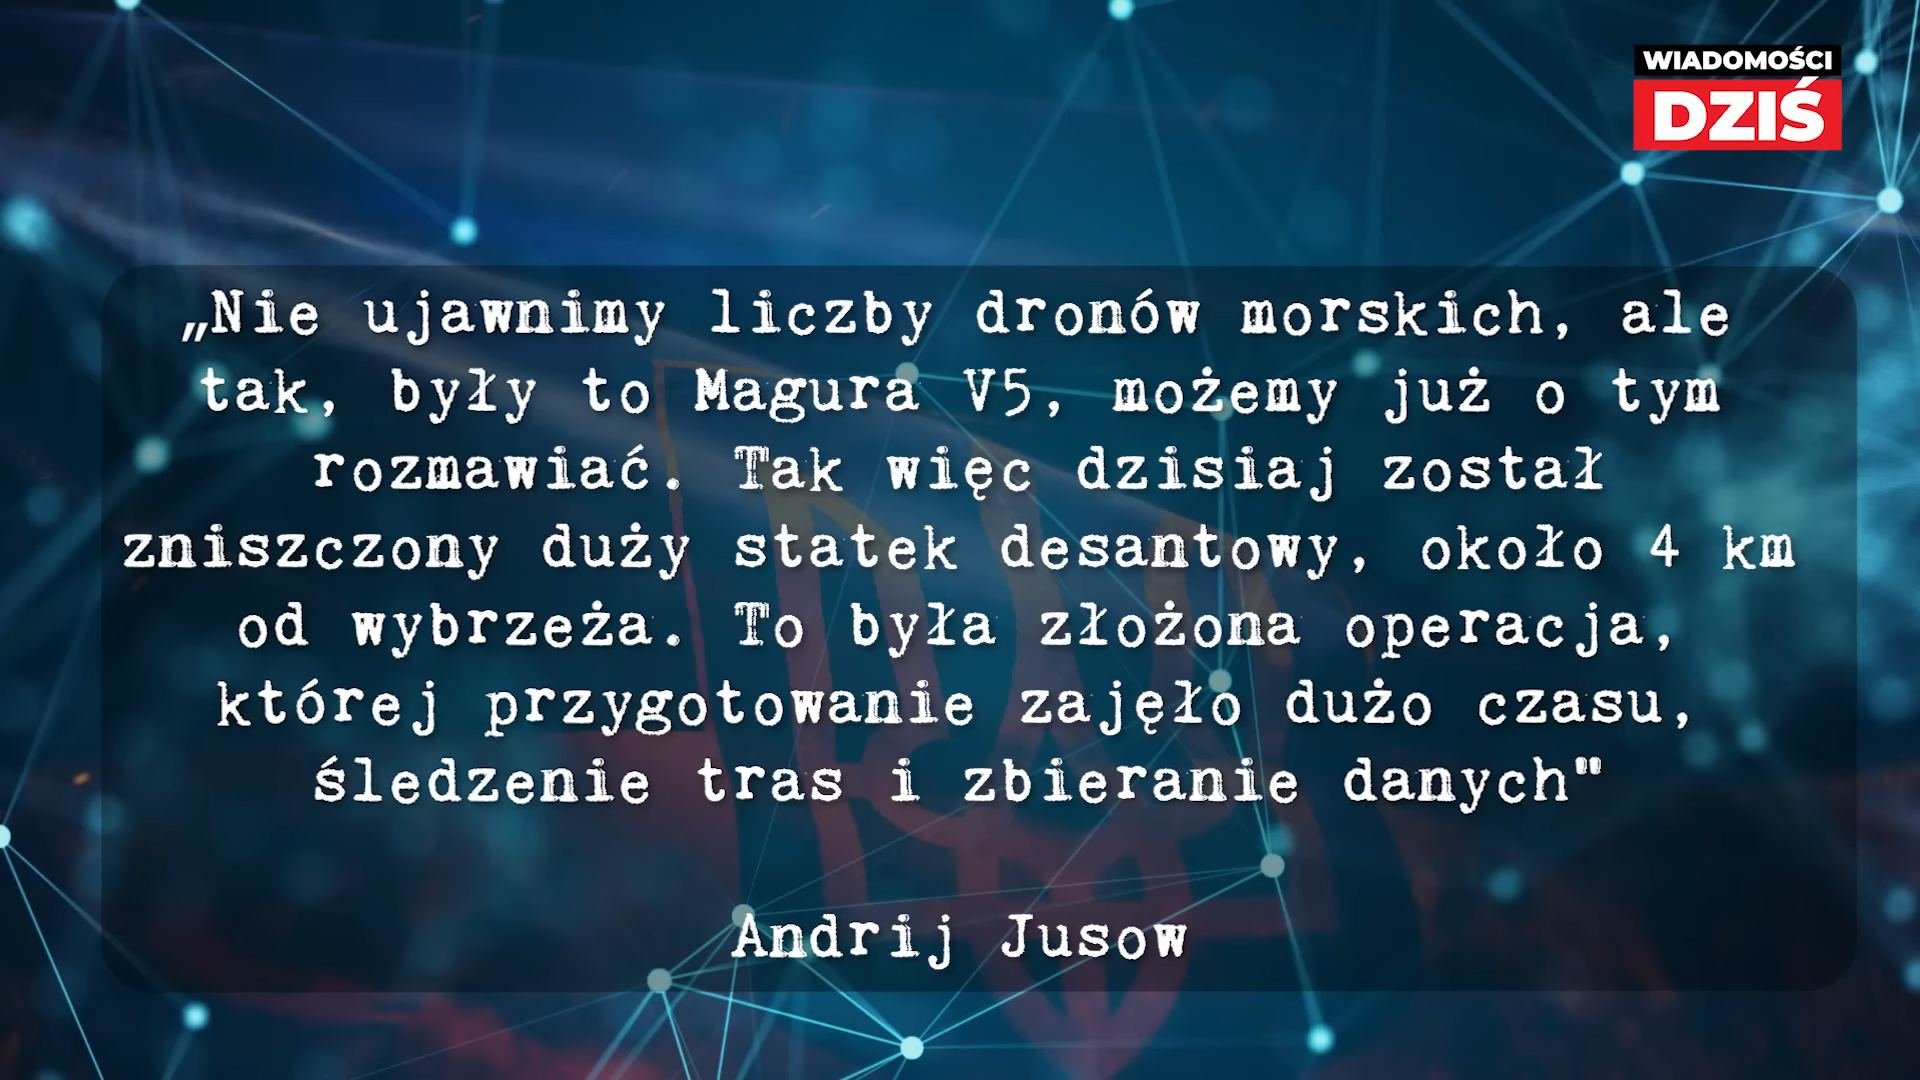 WIADOMOŚCI
DZIŚ
„Nie ujawnimy liczby dronów morskich, ale
tak, były to Magura V5, możemy już o tym
rozmawiać. Tak więc dzisiaj został
zniszczony duży statek desantowy, około 4 km
od wybrzeża. To była złożona operacja,
której przygotowanie zajęło dużo czasu,
śledzenie tras i zbieranie danych"
Andrij Jusow